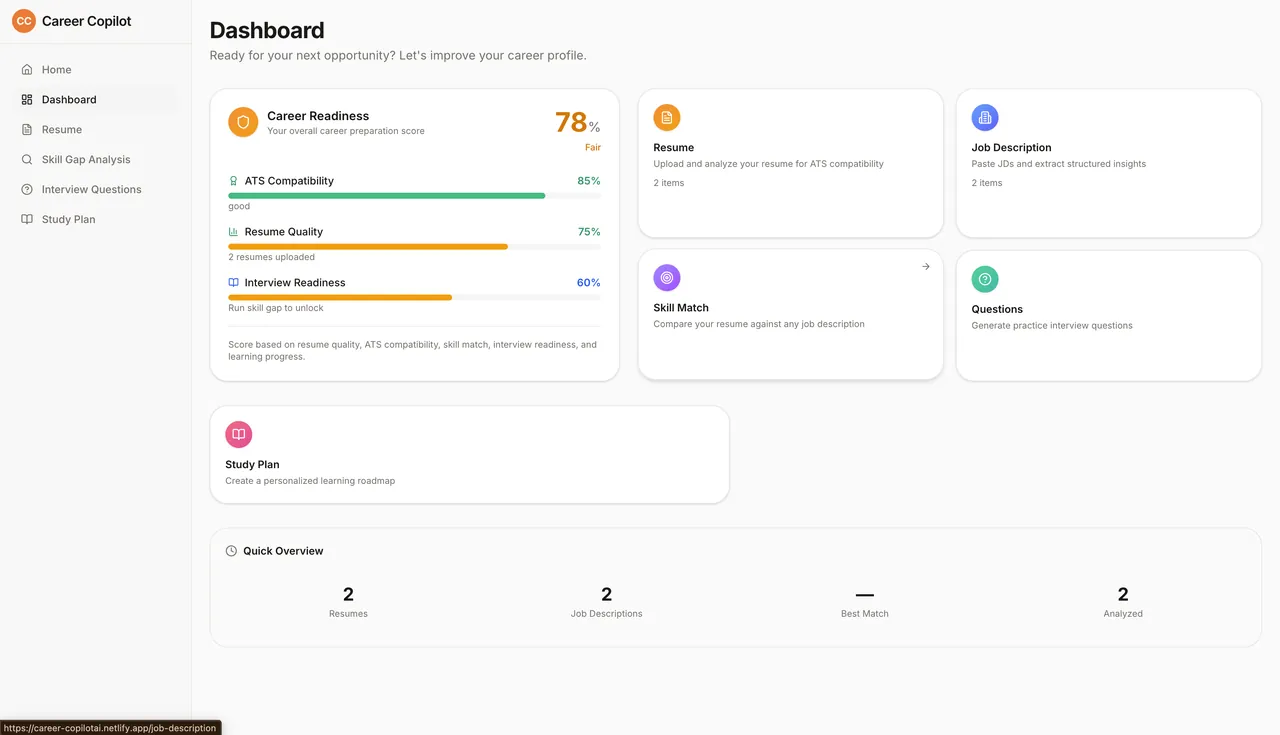 CC Career Copilot
Home
Dashboard
Resume
Skill Gap Analysis
Interview Questions
Study Plan
Dashboard
Ready for your next opportunity? Let's improve your career profile.
Career Readiness
Your overall career preparation score
78%
Fair
ATS Compatibility 85%
good
Resume Quality 75%
2 resumes uploaded
Interview Readiness 60%
Run skill gap to unlock
Score based on resume quality, ATS compatibility, skill match, interview readiness, and
learning progress.
Resume
Upload and analyze your resume for ATS compatibility
2 items
Job Description
Paste JDs and extract structured insights
2 items
Skill Match
Compare your resume against any job description
Questions
Generate practice interview questions
Study Plan
Create a personalized learning roadmap
Quick Overview
2 2 — 2
Resumes Job Descriptions Best Match Analyzed
https://career-copilotai.netlify.app/job-description